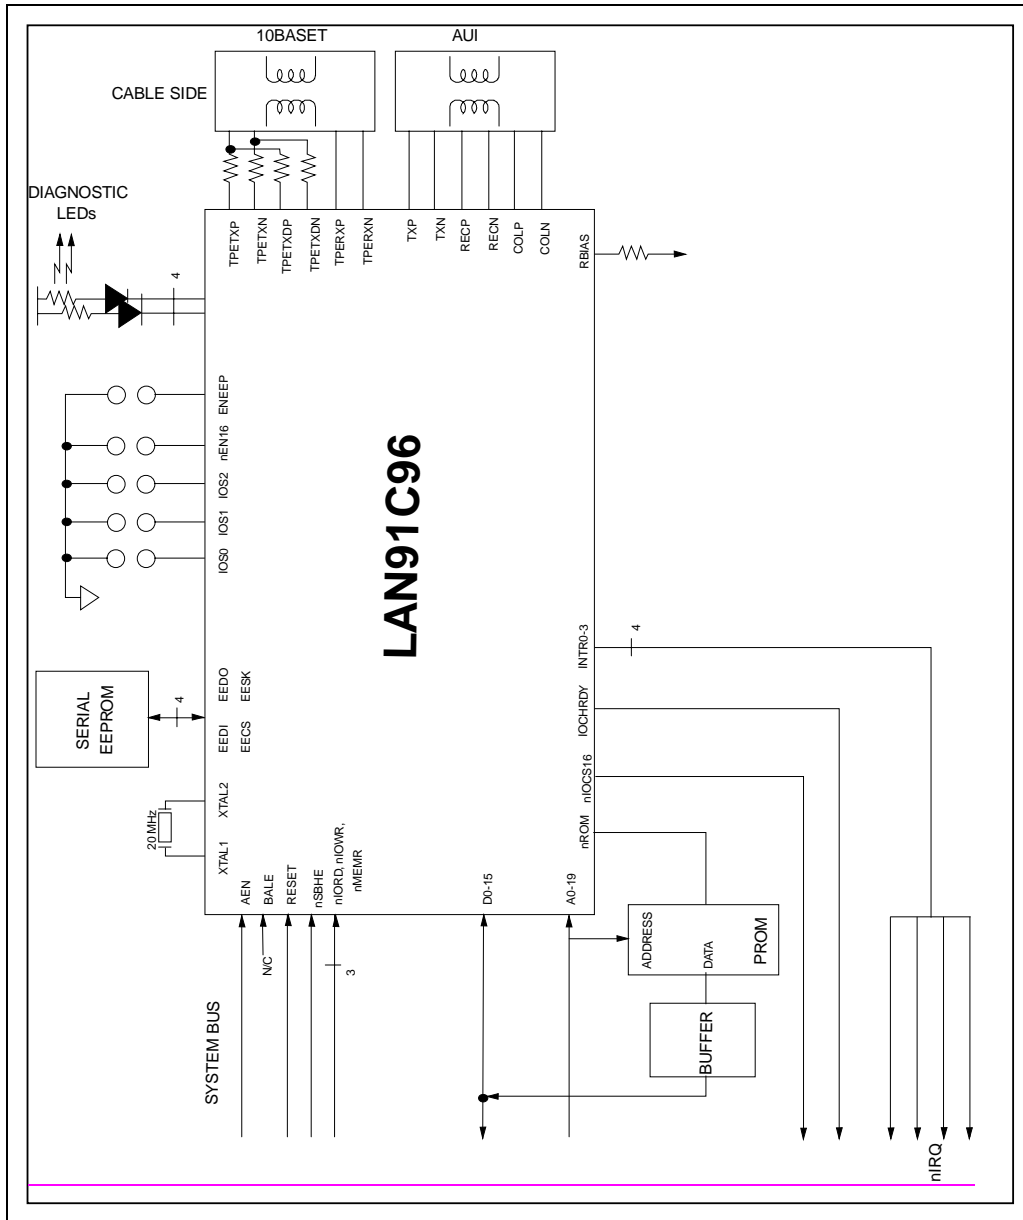 10BASET
AUI
CABLE SIDE
DIAGNOSTIC
LEDs
4
TPETXP
TPETXN
TPETXDP
TPETXDN
TPERXP
TPERXN
TXP
TXN
RECP
RECN
COLP
COLN
RBIAS
ENEEP
nEN16
IOS2
IOS1
IOS0
LAN91C96
SERIAL
EEPROM
4
EEDO
EESK
EEDI
EECS
XTAL2
20 MHz
XTAL1
INTR0-3
4
IOCHRDY
nIOCS16
nROM
AEN
BALE
RESET
nSBHE
nIORD, nIOWR,
nMEMR
D0-15
A0-19
N/C
3
ADDRESS
DATA
PROM
BUFFER
SYSTEM BUS
nIRQ